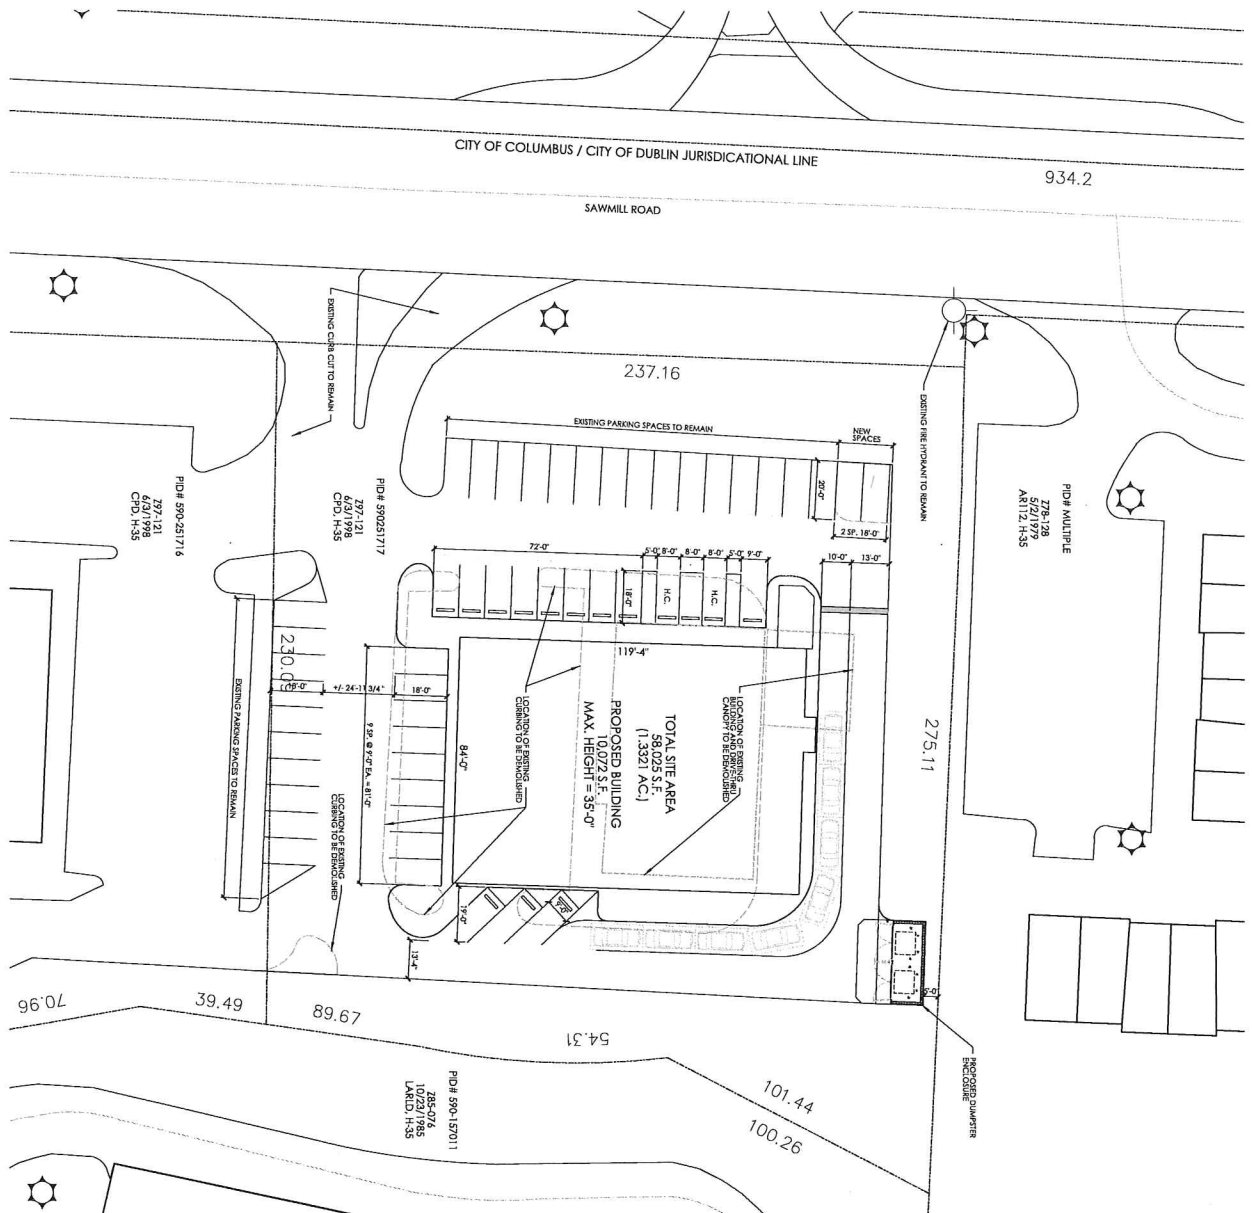 CITY OF COLUMBUS / CITY OF DUBLIN JURISDICATIONAL LINE
934.2
SAWMILL ROAD
EXISTING CURB CUT TO REMAIN
237.16
EXISTING FIRE HYDRANT TO REMAIN
EXISTING PARKING SPACES TO REMAIN
NEW
SPACES
20'-0"
2 SP. 18'-0"
PID# 590-251716
Z97-121
6/3/1998
CPD, H-35
PID# 590251717
Z97-121
6/3/1998
CPD, H-35
PID# MULTIPLE
Z78-128
5/2/1979
AR112, H-35
72'-0"
5'-0"
8'-0"
8'-0"
8'-0"
5'-0"
9'-0"
10'-0"
13'-0"
18'-0"
H.C.
H.C.
119'-4"
230.0
18'-0"
+/- 24'-11 3/4"
18'-0"
EXISTING PARKING SPACES TO REMAIN
9 SP. @ 9'-0" EA. = 81'-0"
84'-0"
LOCATION OF EXISTING
CURBING TO BE DEMOLISHED
PROPOSED BUILDING
10,072 S.F.
MAX. HEIGHT = 35'-0"
TOTAL SITE AREA
58,025 S.F.
(1.3321 AC.)
LOCATION OF EXISTING
BUILDING AND DRIVE-THRU
CANOPY TO BE DEMOLISHED
275.11
LOCATION OF EXISTING
CURBING TO BE DEMOLISHED
19'-0"
9'-0"
13'-4"
5'-0"
PROPOSED DUMPSTER
ENCLOSURE
70.96
39.49
89.67
54.31
101.44
100.26
PID# 590-157011
Z85-076
10/23/1985
LARLD, H-35